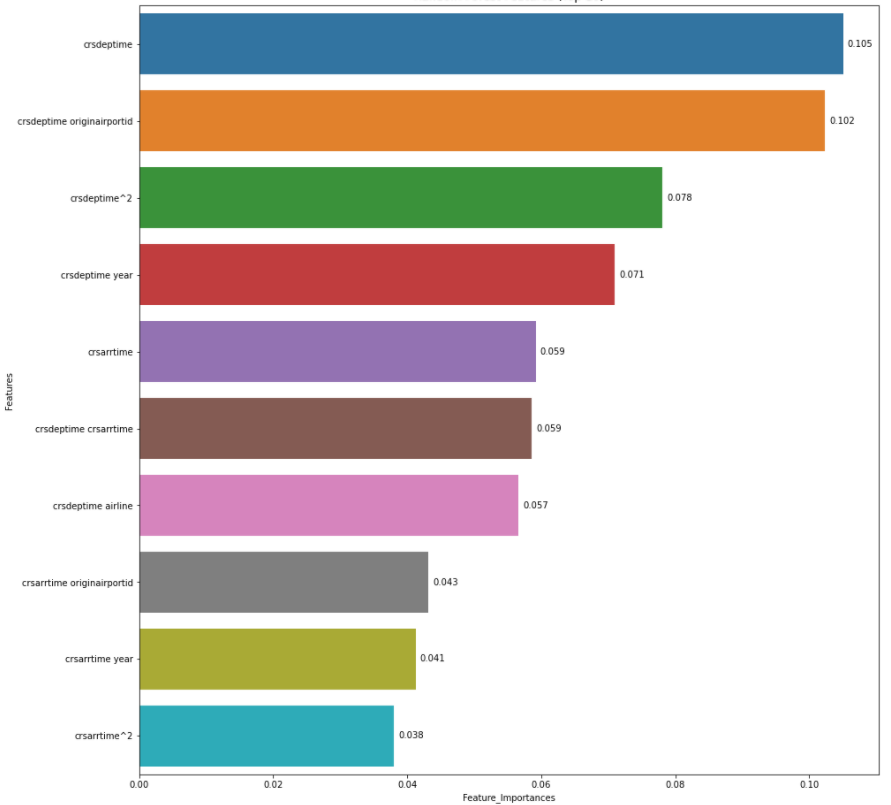 crsdeptime
0.105
crsdeptime originairportid
0.102
crsdeptime^2
0.078
crsdeptime year
0.071
crsarrtime
0.059
Features
crsdeptime crsarrtime
0.059
crsdeptime airline
0.057
crsarrtime originairportid
0.043
crsarrtime year
0.041
crsarrtime^2
0.038
0.00 0.02 0.04 0.06 0.08 0.10
Feature_Importances